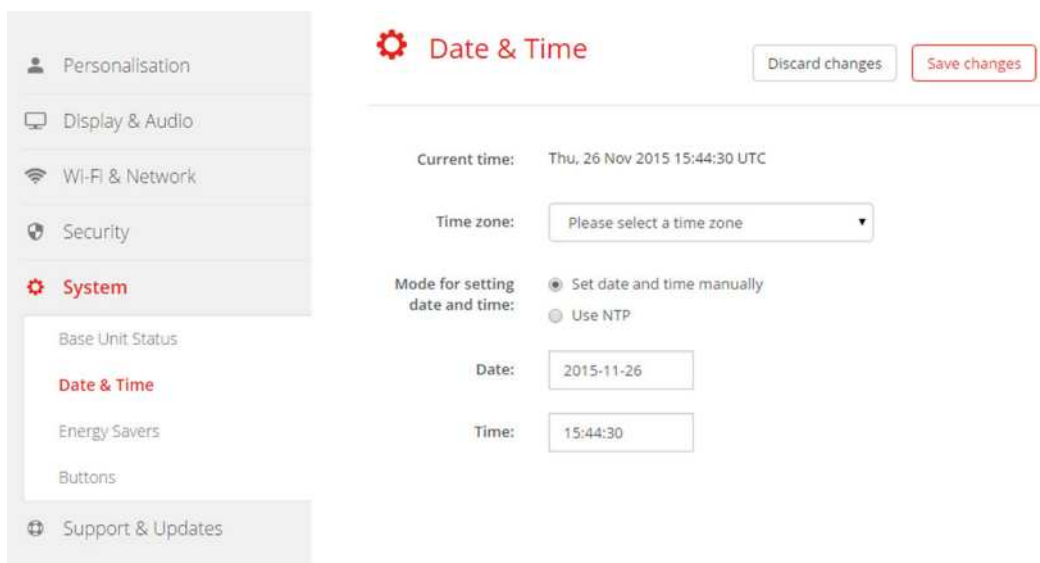 Personalisation
Display & Audio
Wi-Fi & Network
Security
System
Base Unit Status
Date & Time
Energy Savers
Buttons
Support & Updates
Date & Time
Discard changes
Save changes
Current time: Thu, 26 Nov 2015 15:44:30 UTC
Time zone: Please select a time zone
Mode for setting
date and time:
Set date and time manually
Use NTP
Date: 2015-11-26
Time: 15:44:30